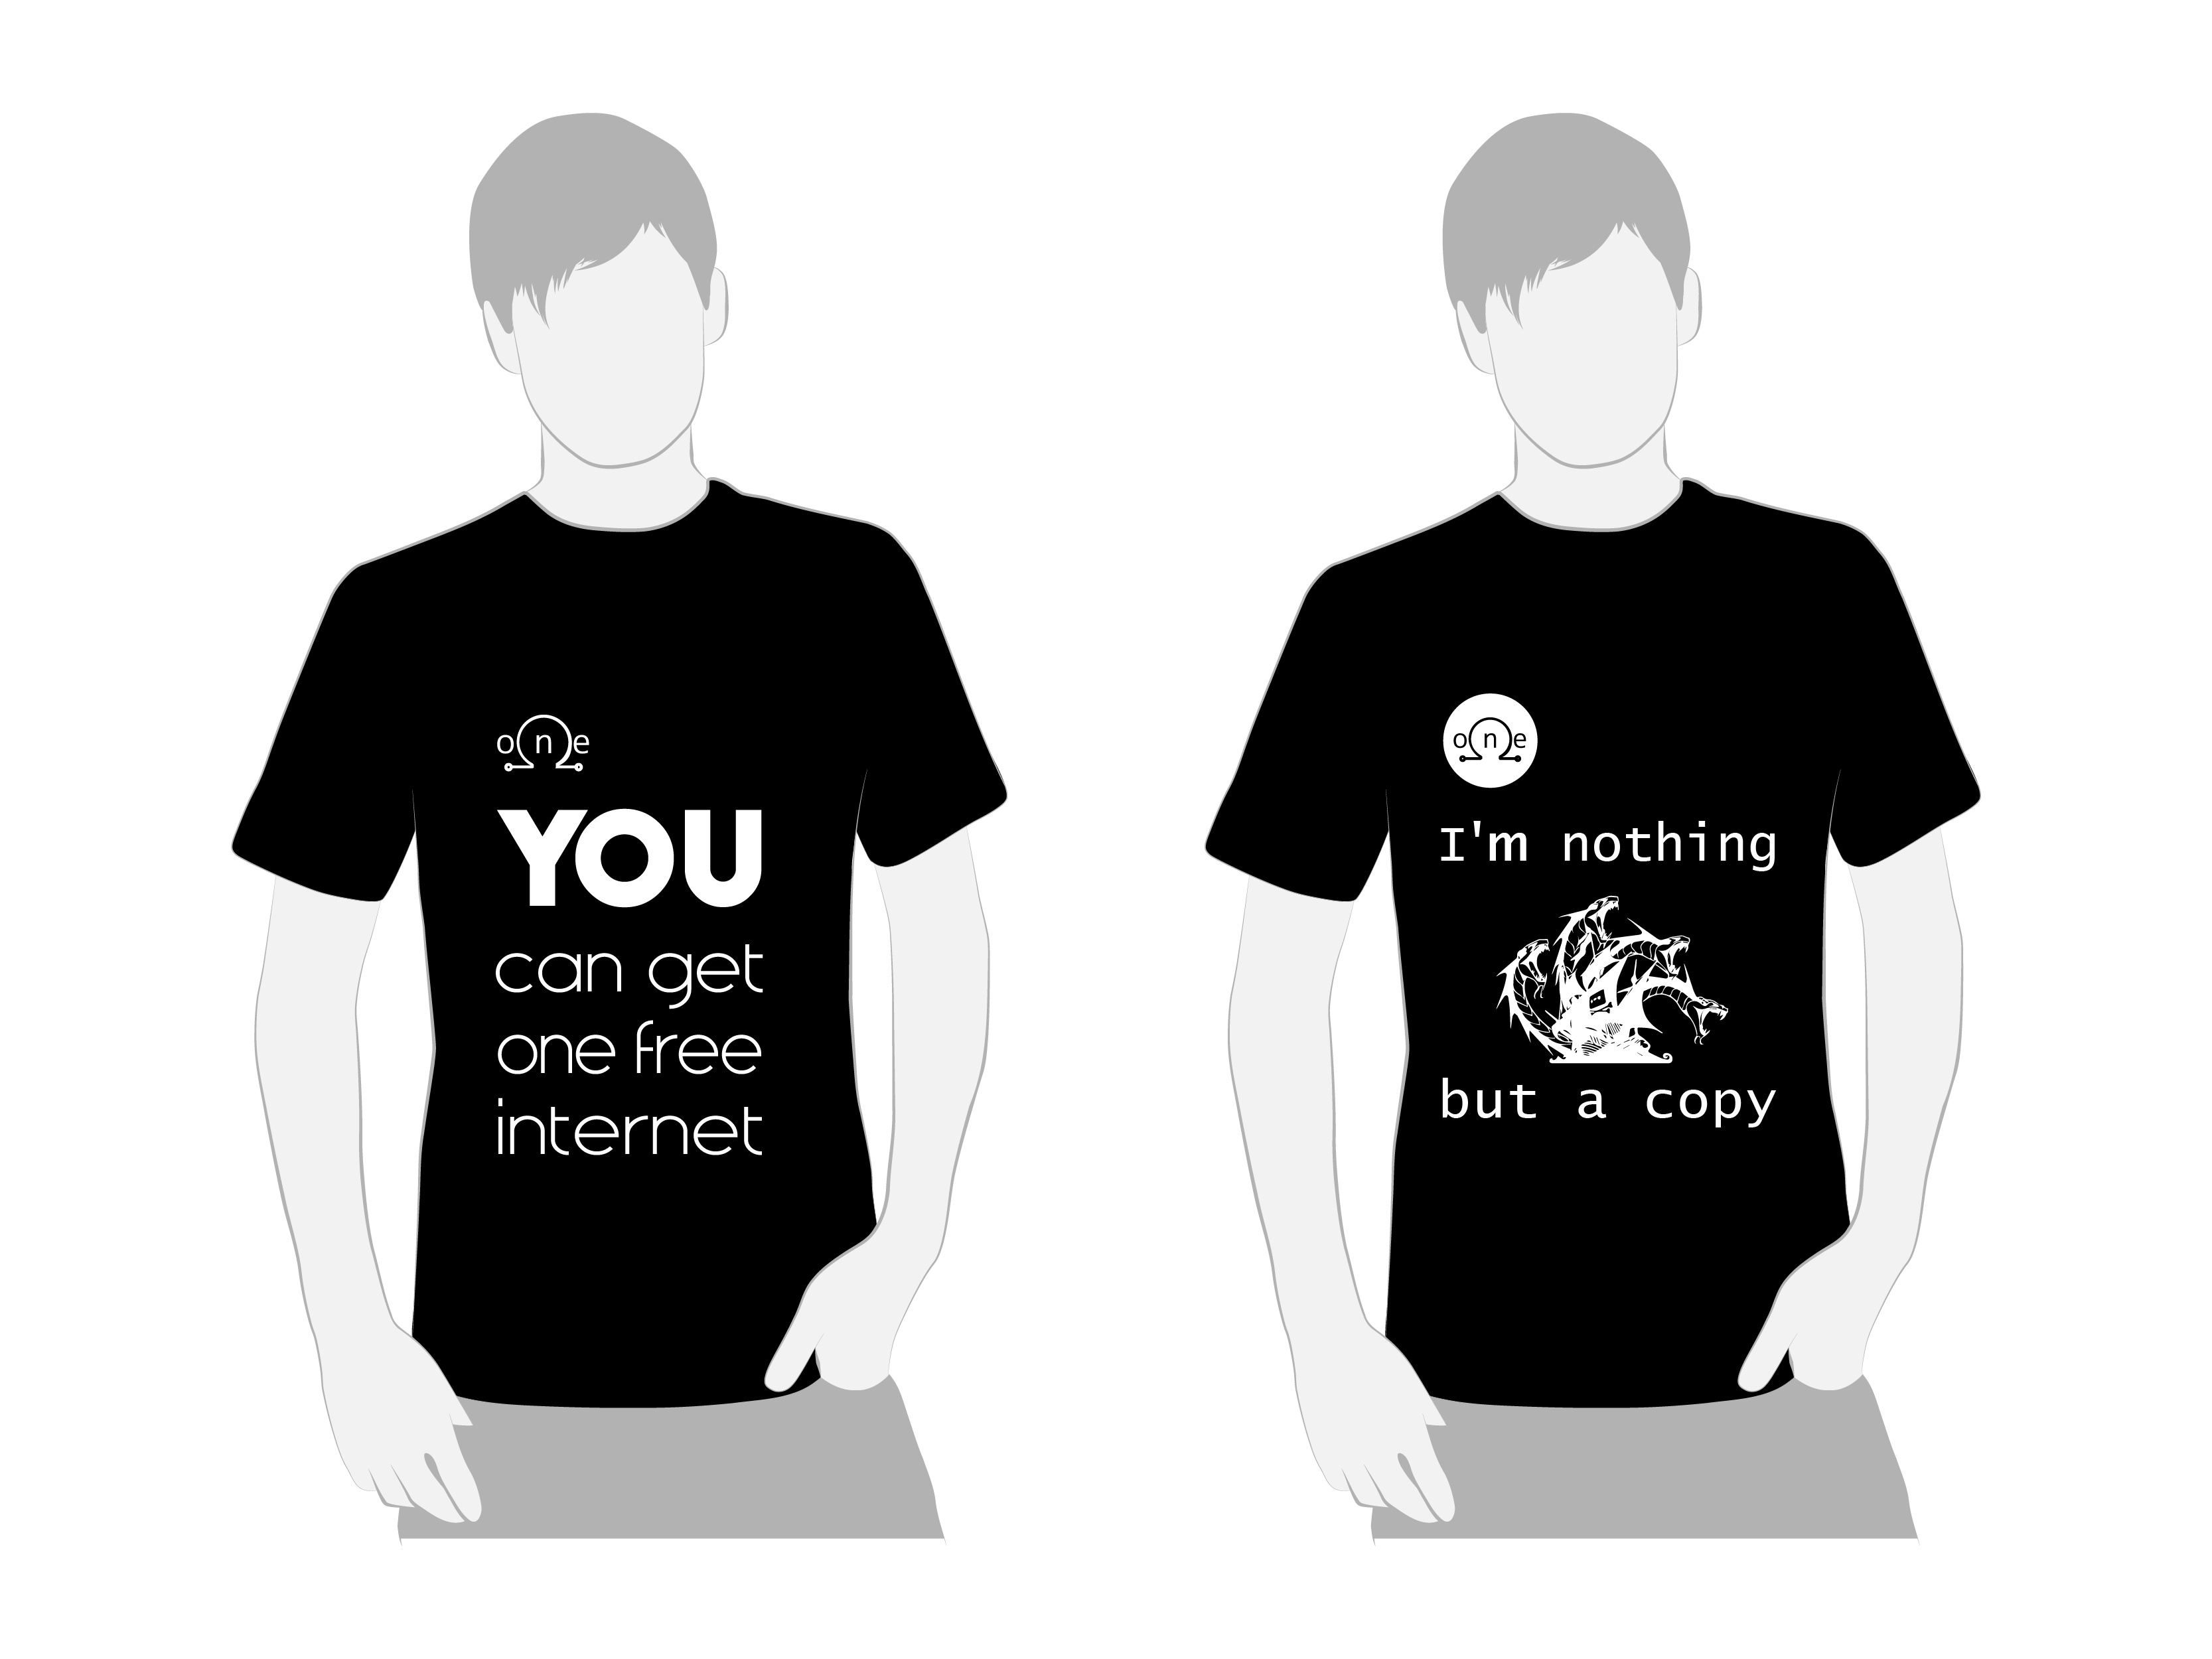 one
YOU
can get
one free
internet
one
I'm nothing
but a copy